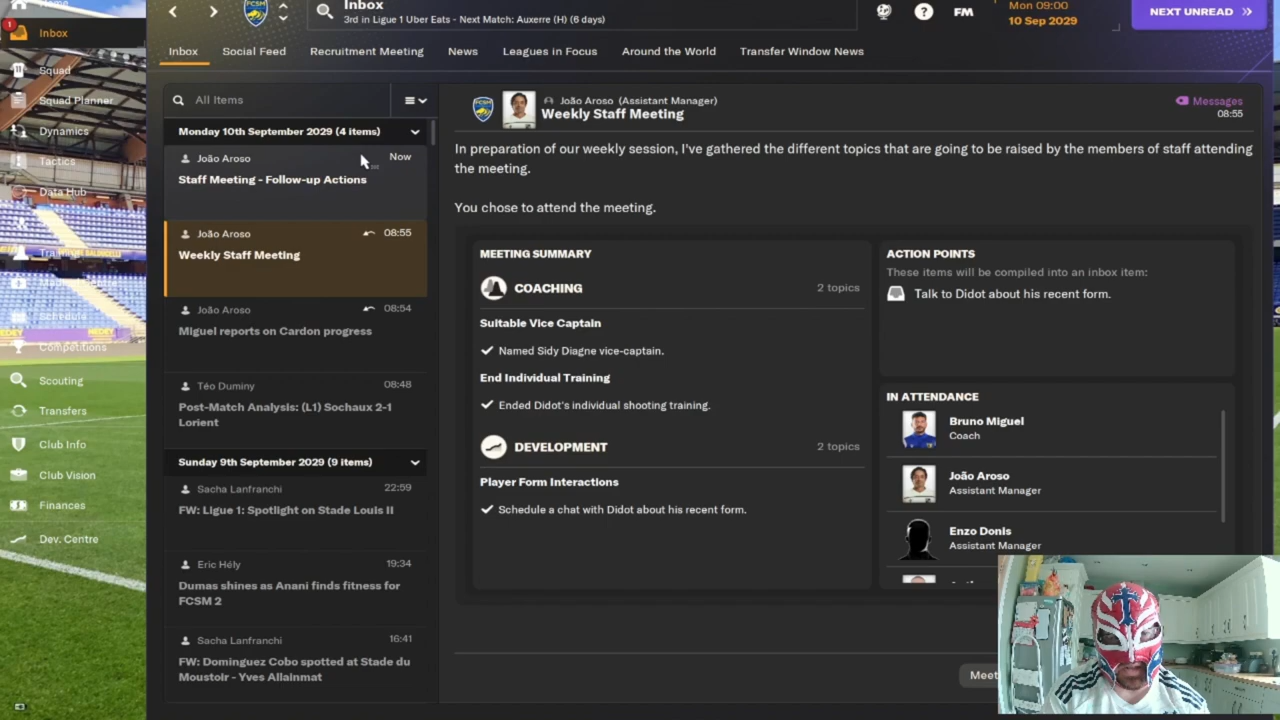 Home
Inbox
1
Squad
Squad Planner
Dynamics
Tactics
Data Hub
Competitions
Scouting
Transfers
Club Info
Club Vision
Finances
Dev. Centre
FCSM
Inbox
3rd in Ligue 1 Uber Eats - Next Match: Auxerre (H) (6 days)
?
FM
Mon 09:00
10 Sep 2029
NEXT UNREAD
Inbox
Social Feed
Recruitment Meeting
News
Leagues in Focus
Around the World
Transfer Window News
All Items
Monday 10th September 2029 (4 items)
João Aroso
Now
Staff Meeting - Follow-up Actions
João Aroso
08:55
Weekly Staff Meeting
João Aroso
08:54
Miguel reports on Cardon progress
Téo Duminy
08:48
Post-Match Analysis: (L1) Sochaux 2-1
Lorient
Sunday 9th September 2029 (9 items)
Sacha Lanfranchi
22:59
FW: Ligue 1: Spotlight on Stade Louis II
Eric Hély
19:34
Dumas shines as Anani finds fitness for
FCSM 2
Sacha Lanfranchi
16:41
FW: Dominguez Cobo spotted at Stade du
Moustoir - Yves Allainmat
FCSM
João Aroso (Assistant Manager)
Weekly Staff Meeting
Messages
08:55
In preparation of our weekly session, I've gathered the different topics that are going to be raised by the members of staff attending
the meeting.
You chose to attend the meeting.
MEETING SUMMARY
COACHING
2 topics
Suitable Vice Captain
Named Sidy Diagne vice-captain.
End Individual Training
Ended Didot's individual shooting training.
DEVELOPMENT
2 topics
Player Form Interactions
Schedule a chat with Didot about his recent form.
ACTION POINTS
These items will be compiled into an inbox item:
Talk to Didot about his recent form.
IN ATTENDANCE
Bruno Miguel
Coach
João Aroso
Assistant Manager
Enzo Donis
Assistant Manager